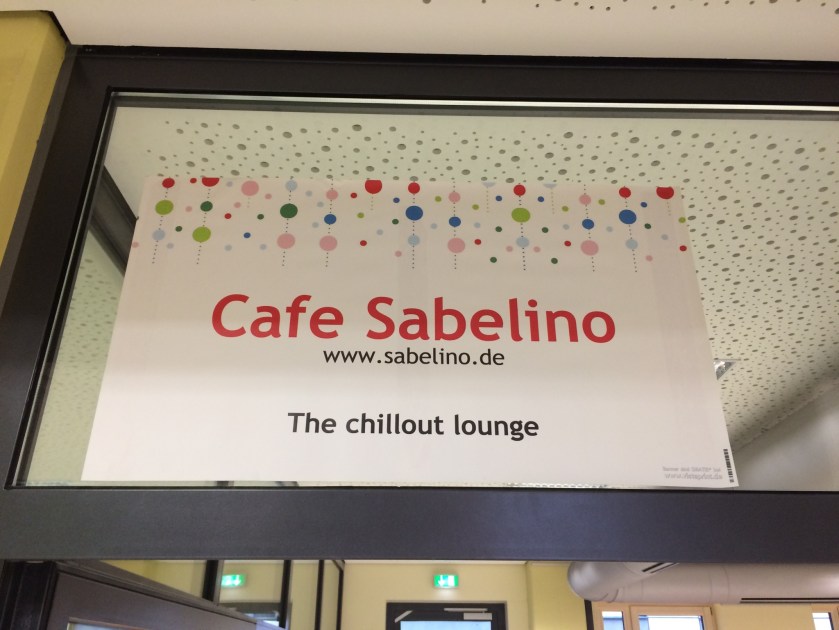 Cafe Sabelino
www.sabelino.de
The chillout lounge